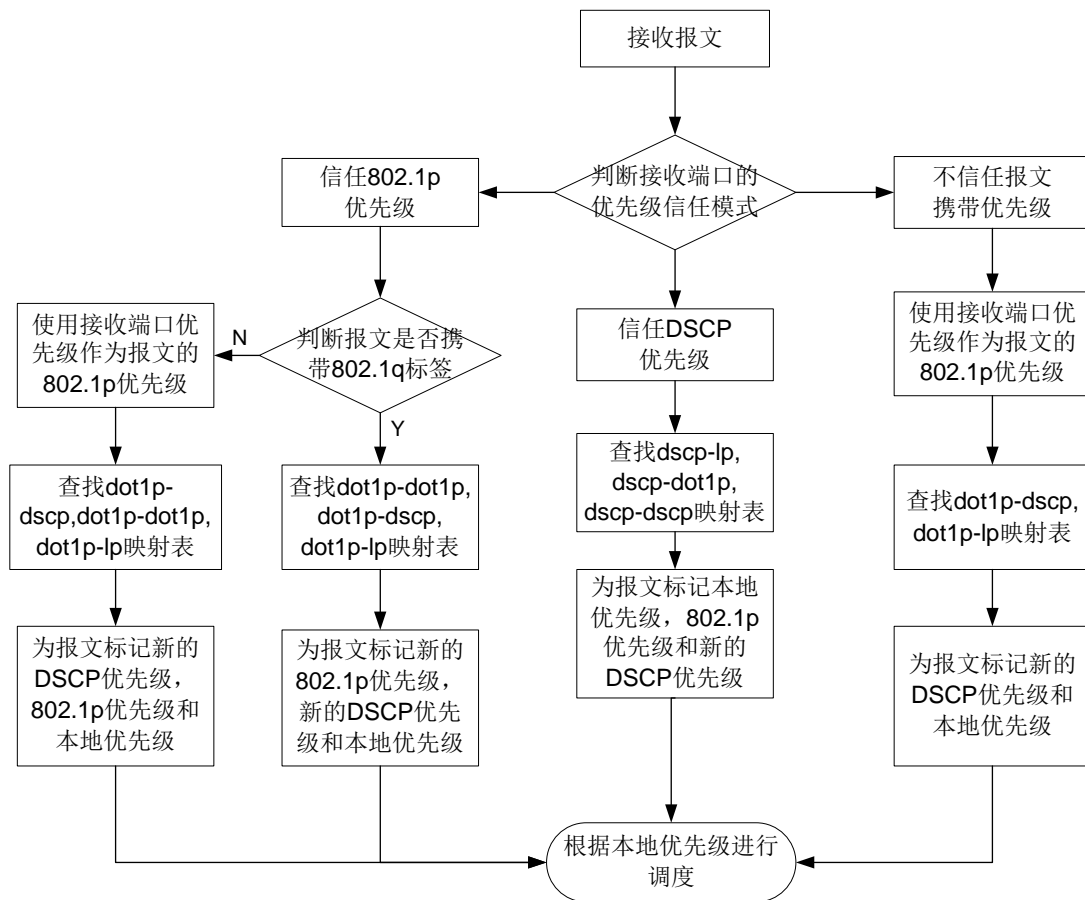 接收报文
判断接收端口的
优先级信任模式
信任802.1p
优先级
不信任报文
携带优先级
判断报文是否携
带802.1q标签
N
Y
使用接收端口优
先级作为报文的
802.1p优先级
信任DSCP
优先级
使用接收端口优
先级作为报文的
802.1p优先级
查找dot1p-
dscp,dot1p-dot1p,
dot1p-lp映射表
查找dot1p-dot1p,
dot1p-dscp,
dot1p-lp映射表
查找dscp-lp,
dscp-dot1p,
dscp-dscp映射表
查找dot1p-dscp,
dot1p-lp映射表
为报文标记新的
DSCP优先级，
802.1p优先级和
本地优先级
为报文标记新的
802.1p优先级，
新的DSCP优先
级和本地优先级
为报文标记本地
优先级，802.1p
优先级和新的
DSCP优先级
为报文标记新的
DSCP优先级和
本地优先级
根据本地优先级进行
调度